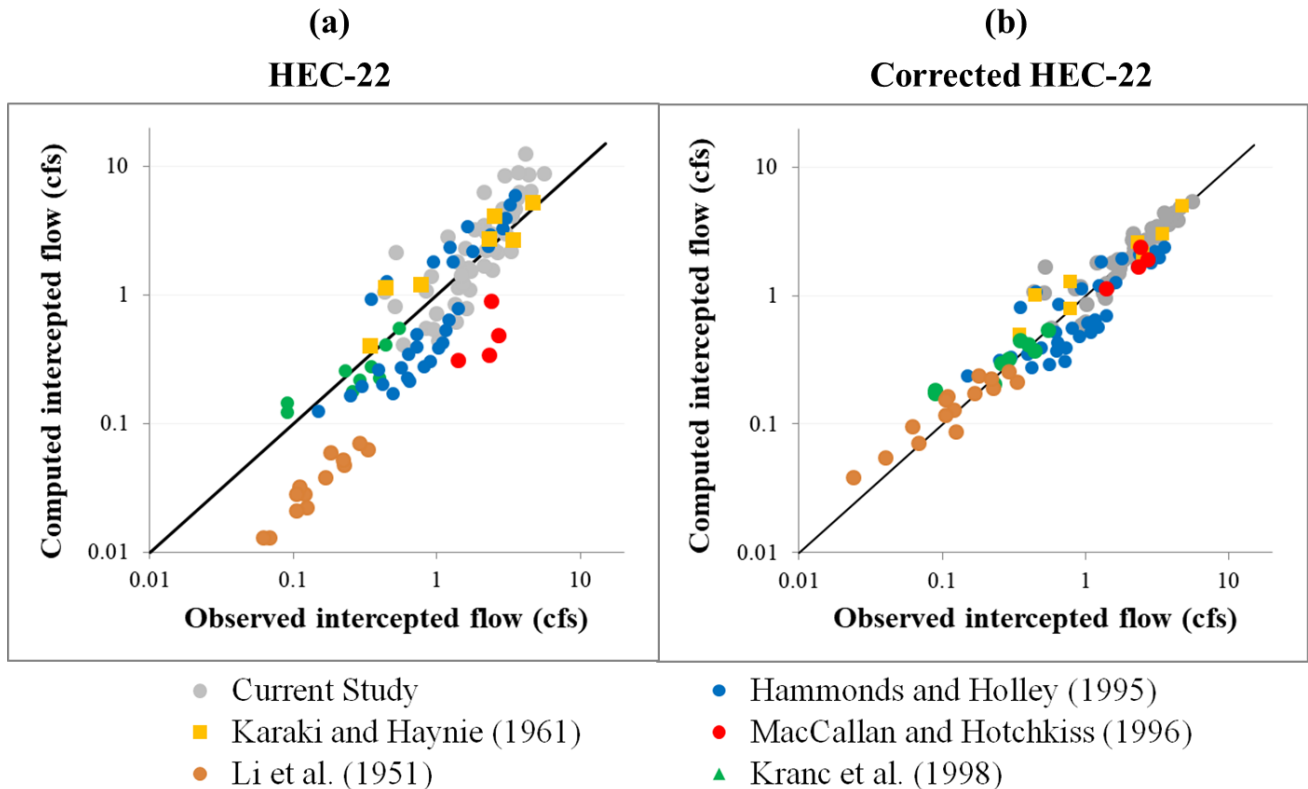 (a)
HEC-22
Computed intercepted flow (cfs)
10
1
0.1
0.01
0.01 0.1 1 10
Observed intercepted flow (cfs)
(b)
Corrected HEC-22
Computed intercepted flow (cfs)
10
1
0.1
0.01
0.01 0.1 1 10
Observed intercepted flow (cfs)
Current Study
Karaki and Haynie (1961)
Li et al. (1951)
Hammonds and Holley (1995)
MacCallan and Hotchkiss (1996)
Kranc et al. (1998)